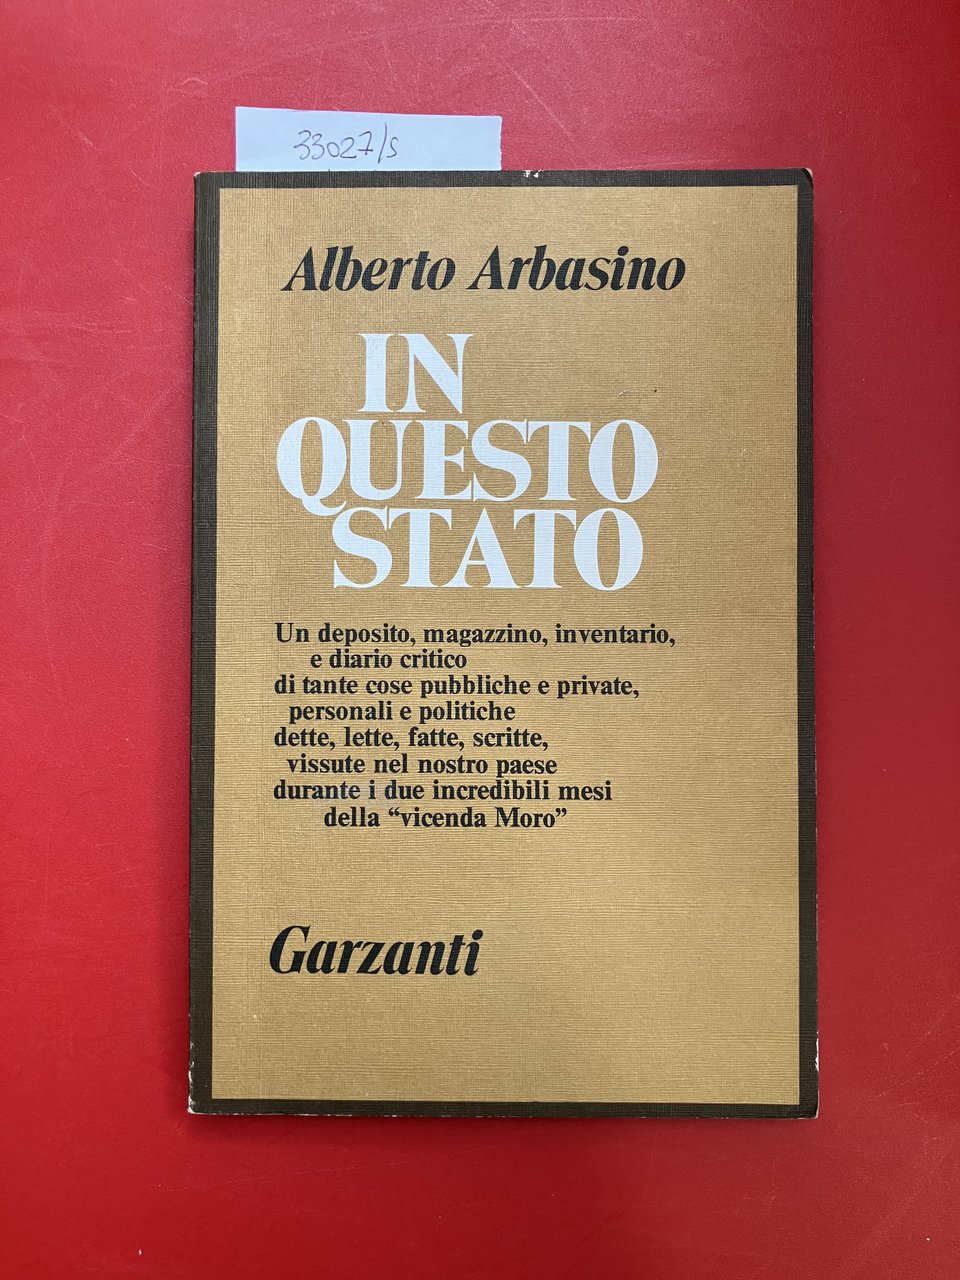 33027/s
Alberto Arbasino
IN
QUESTO
STATO
Un deposito, magazzino, inventario,
e diario critico
di tante cose pubbliche e private,
personali e politiche
dette, lette, fatte, scritte,
vissute nel nostro paese
durante i due incredibili mesi
della “vicenda Moro”
Garzanti